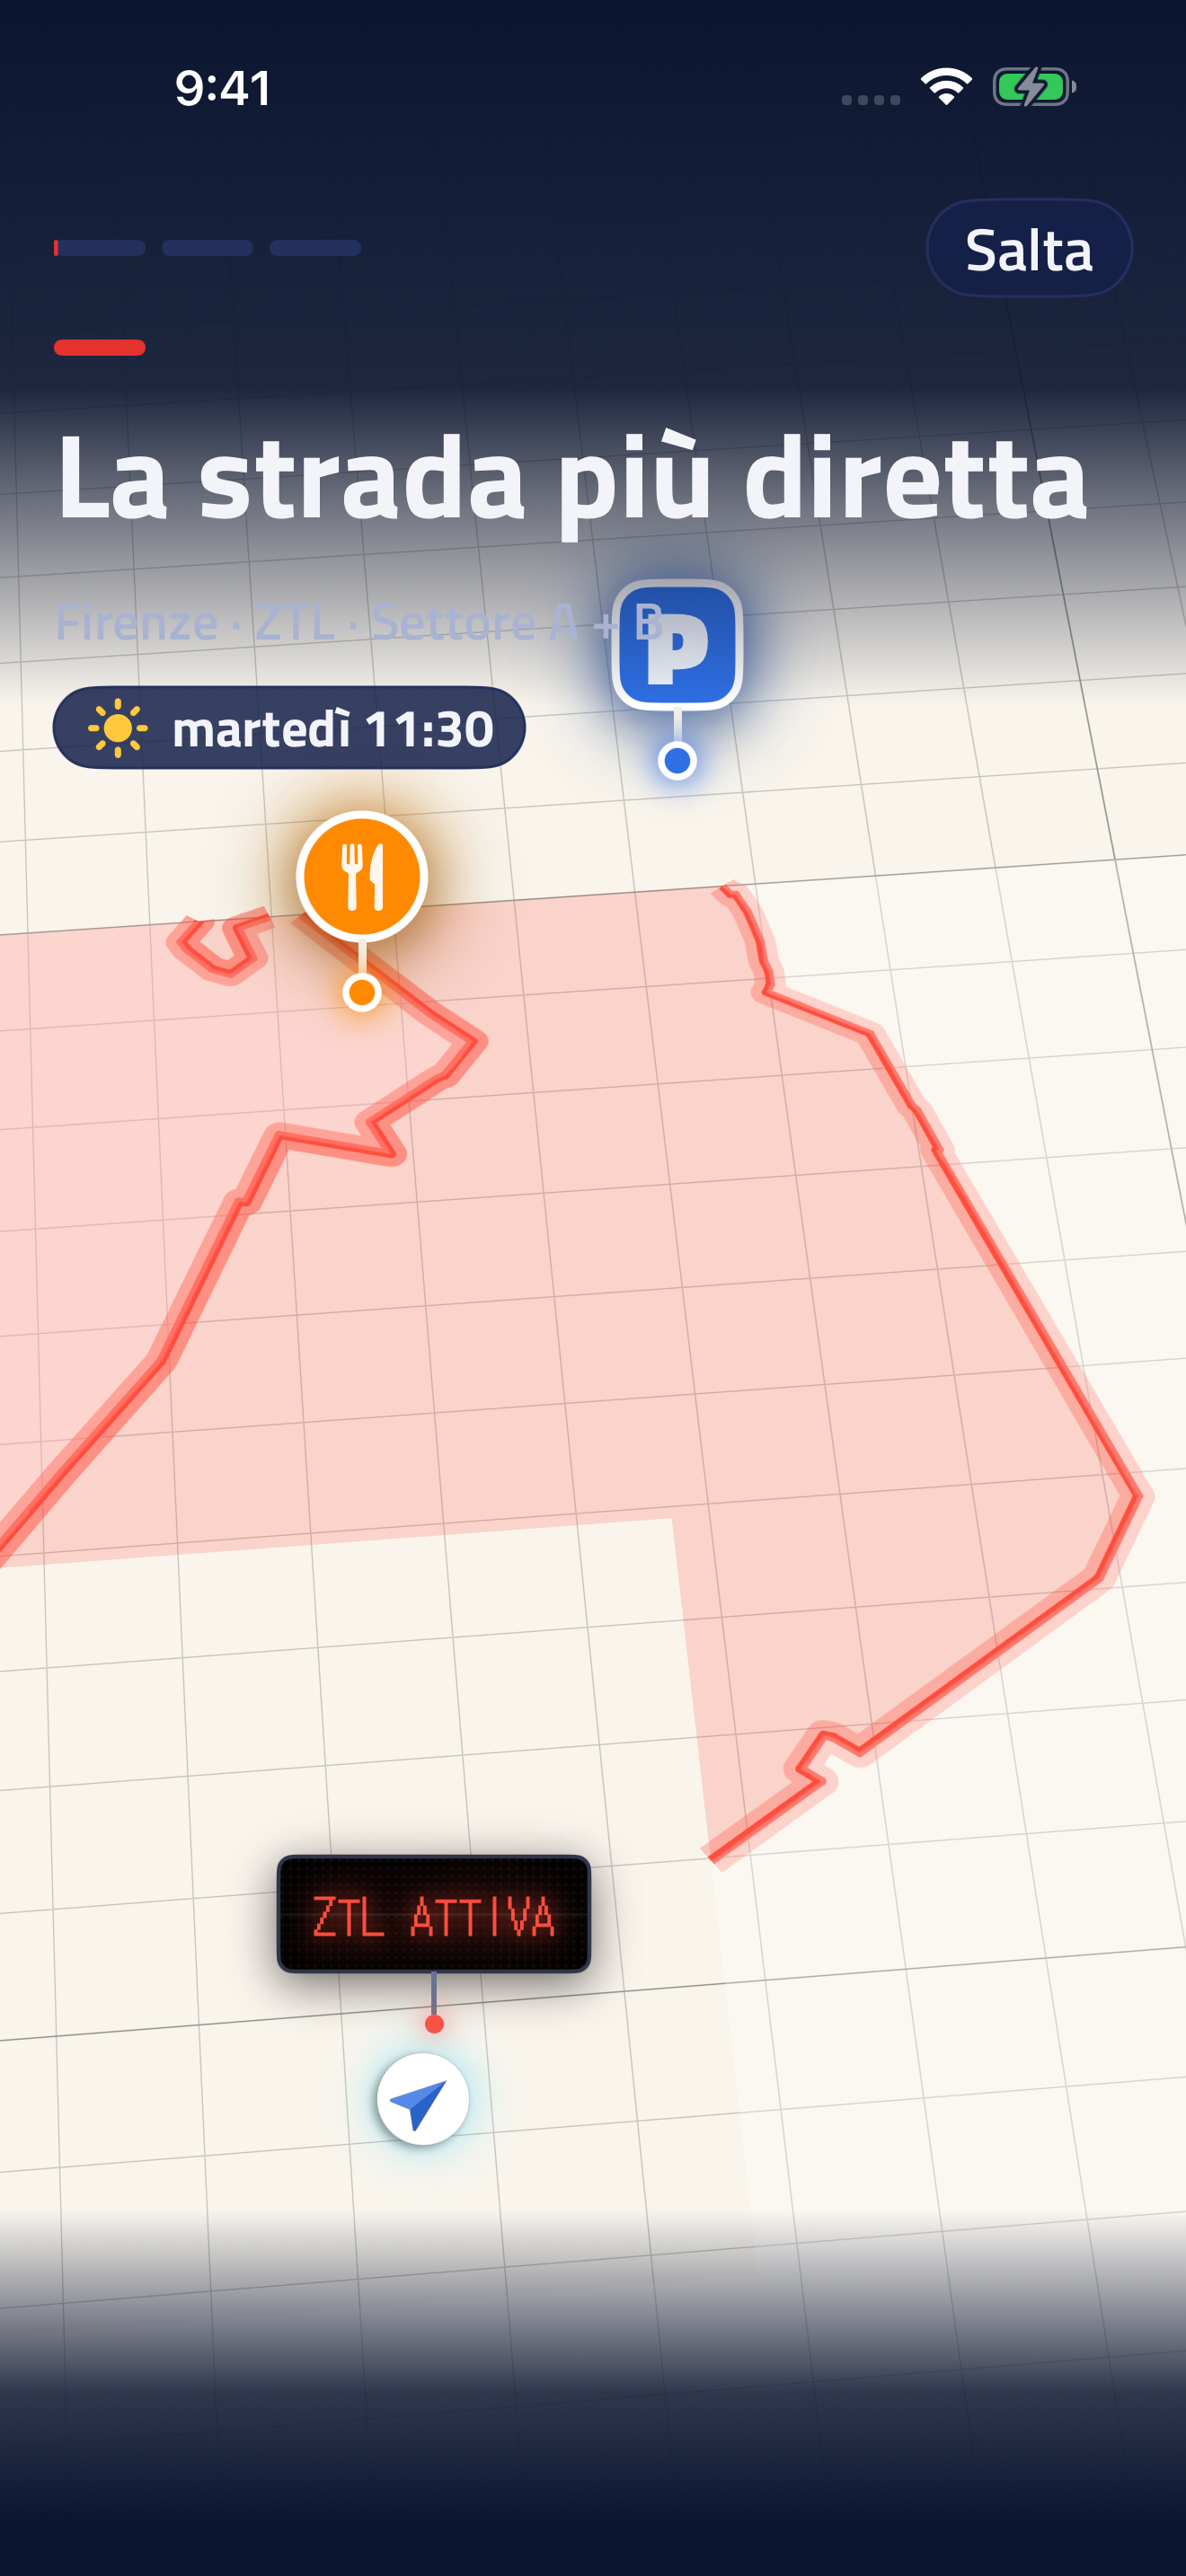 9:41
Salta
La strada più diretta
Firenze · ZTL · Settore A + B
P
martedì 11:30
ZTL ATTIVA